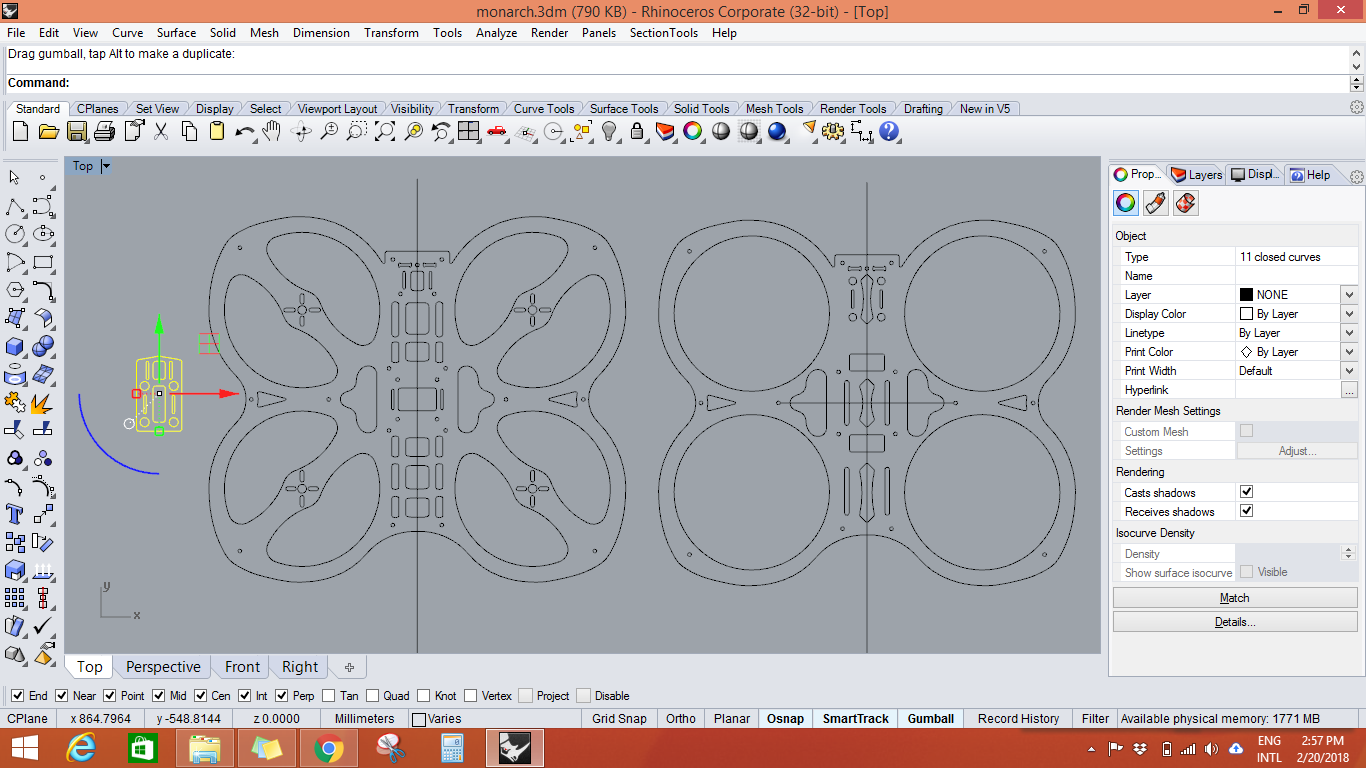 monarch.3dm (790 KB) - Rhinoceros Corporate (32-bit) - [Top]
File Edit View Curve Surface Solid Mesh Dimension Transform Tools Analyze Render Panels SectionTools Help
Drag gumball, tap Alt to make a duplicate:
Command:
Standard CPlanes Set View Display Select Viewport Layout Visibility Transform Curve Tools Surface Tools Solid Tools Mesh Tools Render Tools Drafting New in V5
Top
Prop... Layers Displ... Help
Object
Type 11 closed curves
Name
Layer NONE
Display Color By Layer
Linetype By Layer
Print Color By Layer
Print Width Default
Hyperlink ...
Render Mesh Settings
Custom Mesh
Settings Adjust...
Rendering
Casts shadows
Receives shadows
Isocurve Density
Density
Show surface isocurve Visible
Match
Details...
y
x
Top Perspective Front Right
End Near Point Mid Cen Int Perp Tan Quad Knot Vertex Project Disable
CPlane x 864.7964 y -548.8144 z 0.0000 Millimeters Varies Grid Snap Ortho Planar Osnap SmartTrack Gumball Record History Filter Available physical memory: 1771 MB
ENG 2:57 PM
INTL 2/20/2018